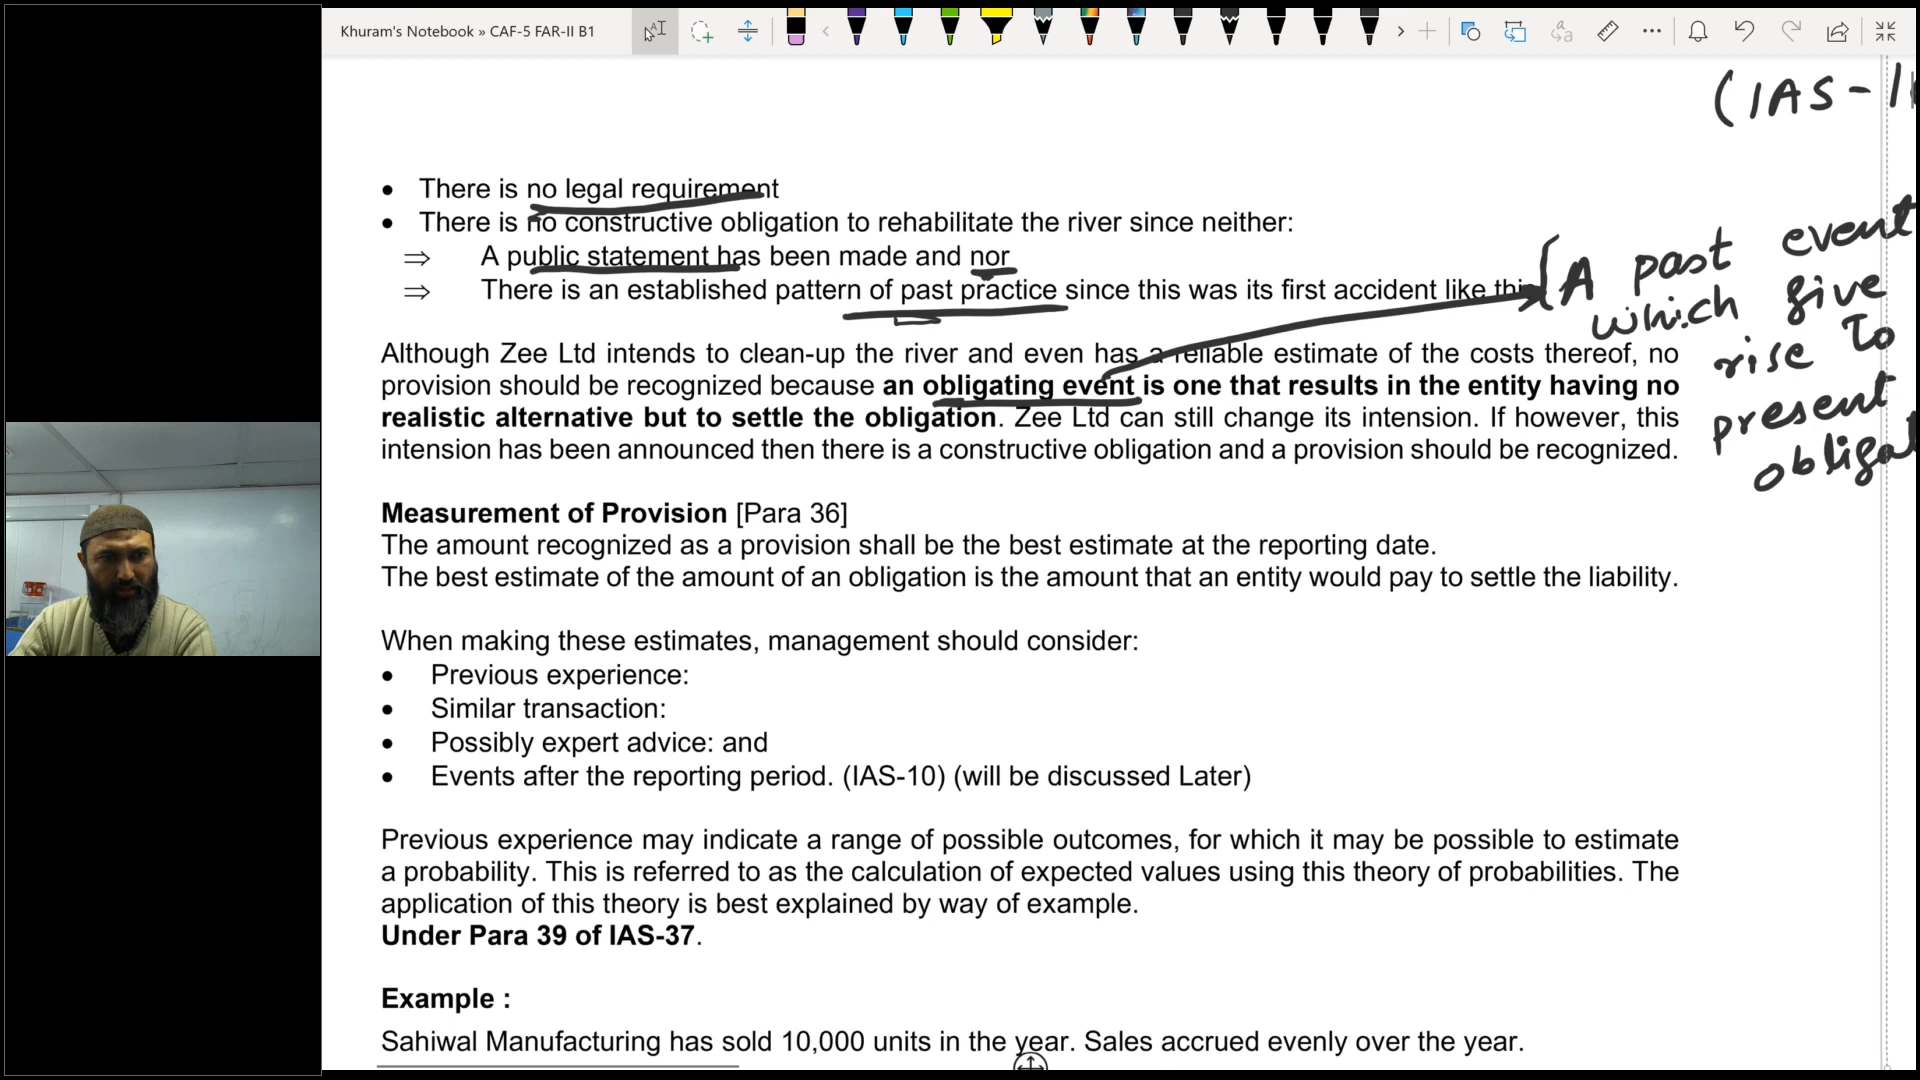 Khuram's Notebook » CAF-5 FAR-II B1
(IAS-1
• There is no legal requirement
• There is no constructive obligation to rehabilitate the river since neither:
⇒ A public statement has been made and nor
⇒ There is an established pattern of past practice since this was its first accident like
A past event
which give
rise to
present
Although Zee Ltd intends to clean-up the river and even has a reliable estimate of the costs thereof, no
provision should be recognized because an obligating event is one that results in the entity having no
realistic alternative but to settle the obligation. Zee Ltd can still change its intension. If however, this
intension has been announced then there is a constructive obligation and a provision should be recognized.
Measurement of Provision [Para 36]
The amount recognized as a provision shall be the best estimate at the reporting date.
The best estimate of the amount of an obligation is the amount that an entity would pay to settle the liability.
When making these estimates, management should consider:
• Previous experience:
• Similar transaction:
• Possibly expert advice: and
• Events after the reporting period. (IAS-10) (will be discussed Later)
Previous experience may indicate a range of possible outcomes, for which it may be possible to estimate
a probability. This is referred to as the calculation of expected values using this theory of probabilities. The
application of this theory is best explained by way of example.
Under Para 39 of IAS-37.
Example :
Sahiwal Manufacturing has sold 10,000 units in the year. Sales accrued evenly over the year.